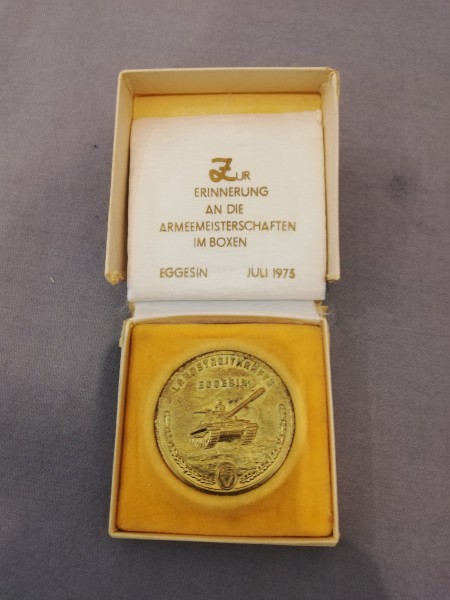 Zur
ERINNERUNG
AN DIE
ARMEEMEISTERSCHAFTEN
IM BOXEN
EGGESIN JULI 1975
LANDSTREITKRÄFTE
EGGESIN